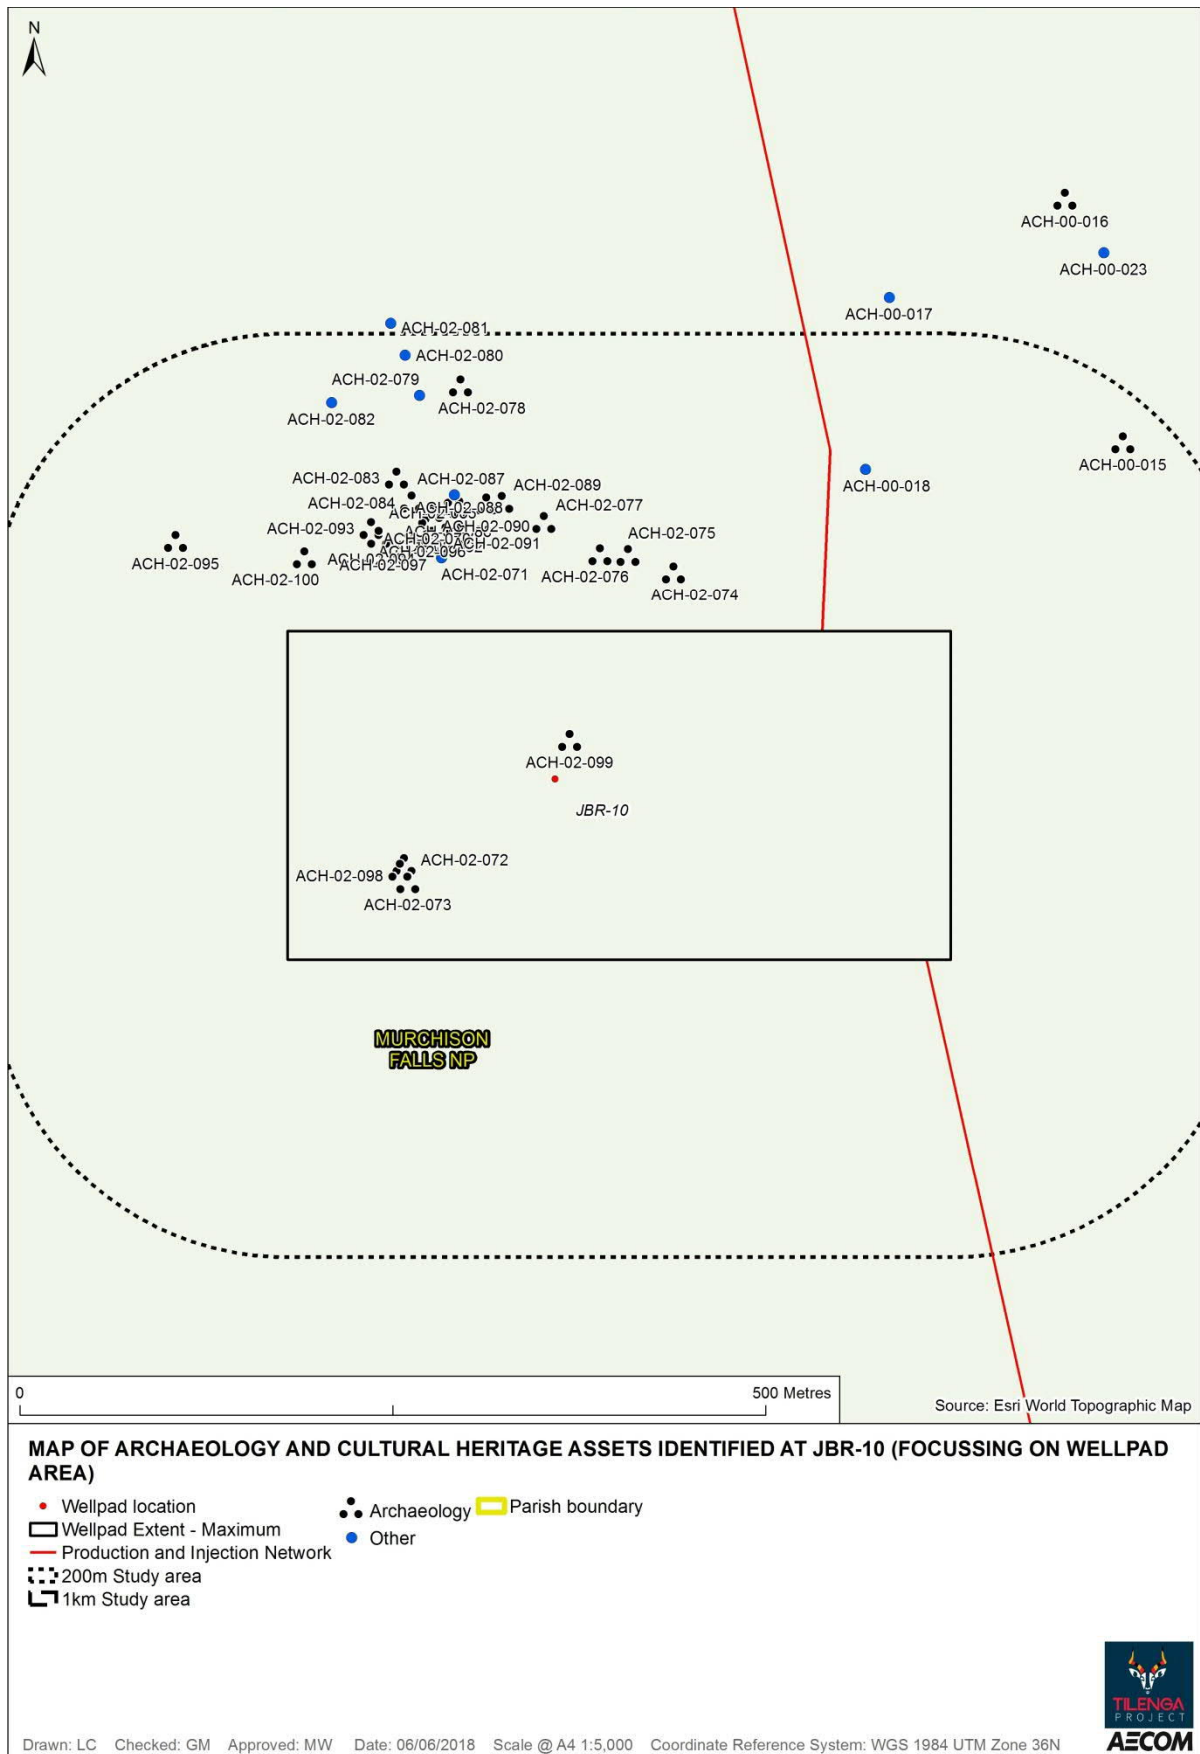 N
ACH-00-016
ACH-00-023
ACH-00-017
ACH-02-081
ACH-02-080
ACH-02-079
ACH-02-078
ACH-02-082
ACH-00-015
ACH-00-018
ACH-02-083
ACH-02-087
ACH-02-089
ACH-02-084
ACH-02-088
ACH-02-077
ACH-02-093
ACH-02-090
ACH-02-075
ACH-02-091
ACH-02-096
ACH-02-095
ACH-02-097
ACH-02-100
ACH-02-071
ACH-02-076
ACH-02-074
ACH-02-099
JBR-10
ACH-02-072
ACH-02-098
ACH-02-073
MURCHISON
FALLS NP
0
500 Metres
Source: Esri World Topographic Map
MAP OF ARCHAEOLOGY AND CULTURAL HERITAGE ASSETS IDENTIFIED AT JBR-10 (FOCUSSING ON WELLPAD
AREA)
Wellpad location
Wellpad Extent - Maximum
Production and Injection Network
200m Study area
1km Study area
Archaeology
Other
Parish boundary
TILENGA
PROJECT
AECOM
Drawn: LC Checked: GM Approved: MW Date: 06/06/2018 Scale @ A4 1:5,000 Coordinate Reference System: WGS 1984 UTM Zone 36N